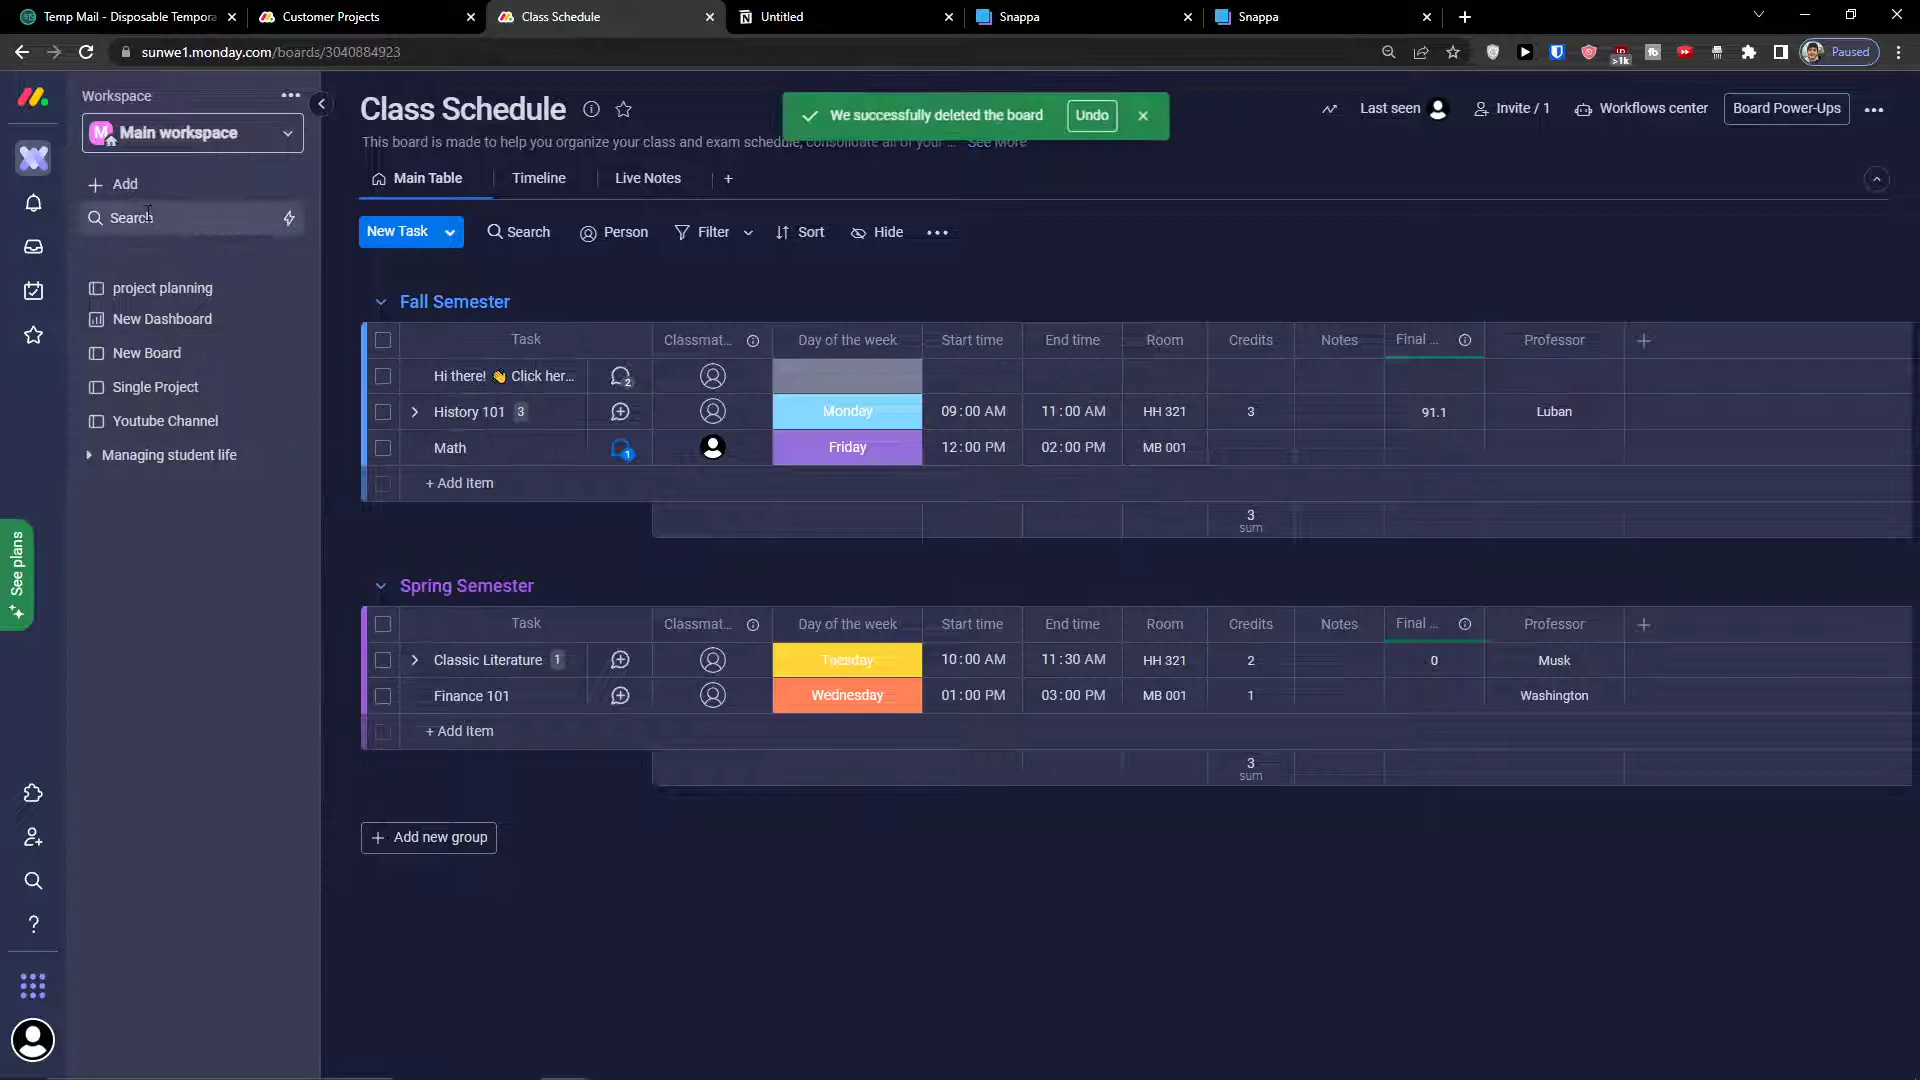 Temp Mail - Disposable Tempora
Customer Projects
Class Schedule
Untitled
Snappa
Snappa
sunwe1.monday.com/boards/3040884923
>1k
Paused
Workspace
M
Main workspace
Add
Search
project planning
New Dashboard
New Board
Single Project
Youtube Channel
Managing student life
See plans
Class Schedule
This board is made to help you organize your class and exam schedule, consolidate all of your ... See More
We successfully deleted the board
Undo
Last seen
Invite / 1
Workflows center
Board Power-Ups
Main Table
Timeline
Live Notes
New Task
Search
Person
Filter
Sort
Hide
Fall Semester
Task Classmat... Day of the week Start time End time Room Credits Notes Final ... Professor
Hi there! 👋 Click her... 2
History 101 3 Monday 09:00 AM 11:00 AM HH 321 3 91.1 Luban
Math 1 Friday 12:00 PM 02:00 PM MB 001
+ Add Item
3
sum
Spring Semester
Task Classmat... Day of the week Start time End time Room Credits Notes Final ... Professor
Classic Literature 1 Tuesday 10:00 AM 11:30 AM HH 321 2 0 Musk
Finance 101 Wednesday 01:00 PM 03:00 PM MB 001 1 Washington
+ Add Item
3
sum
Add new group